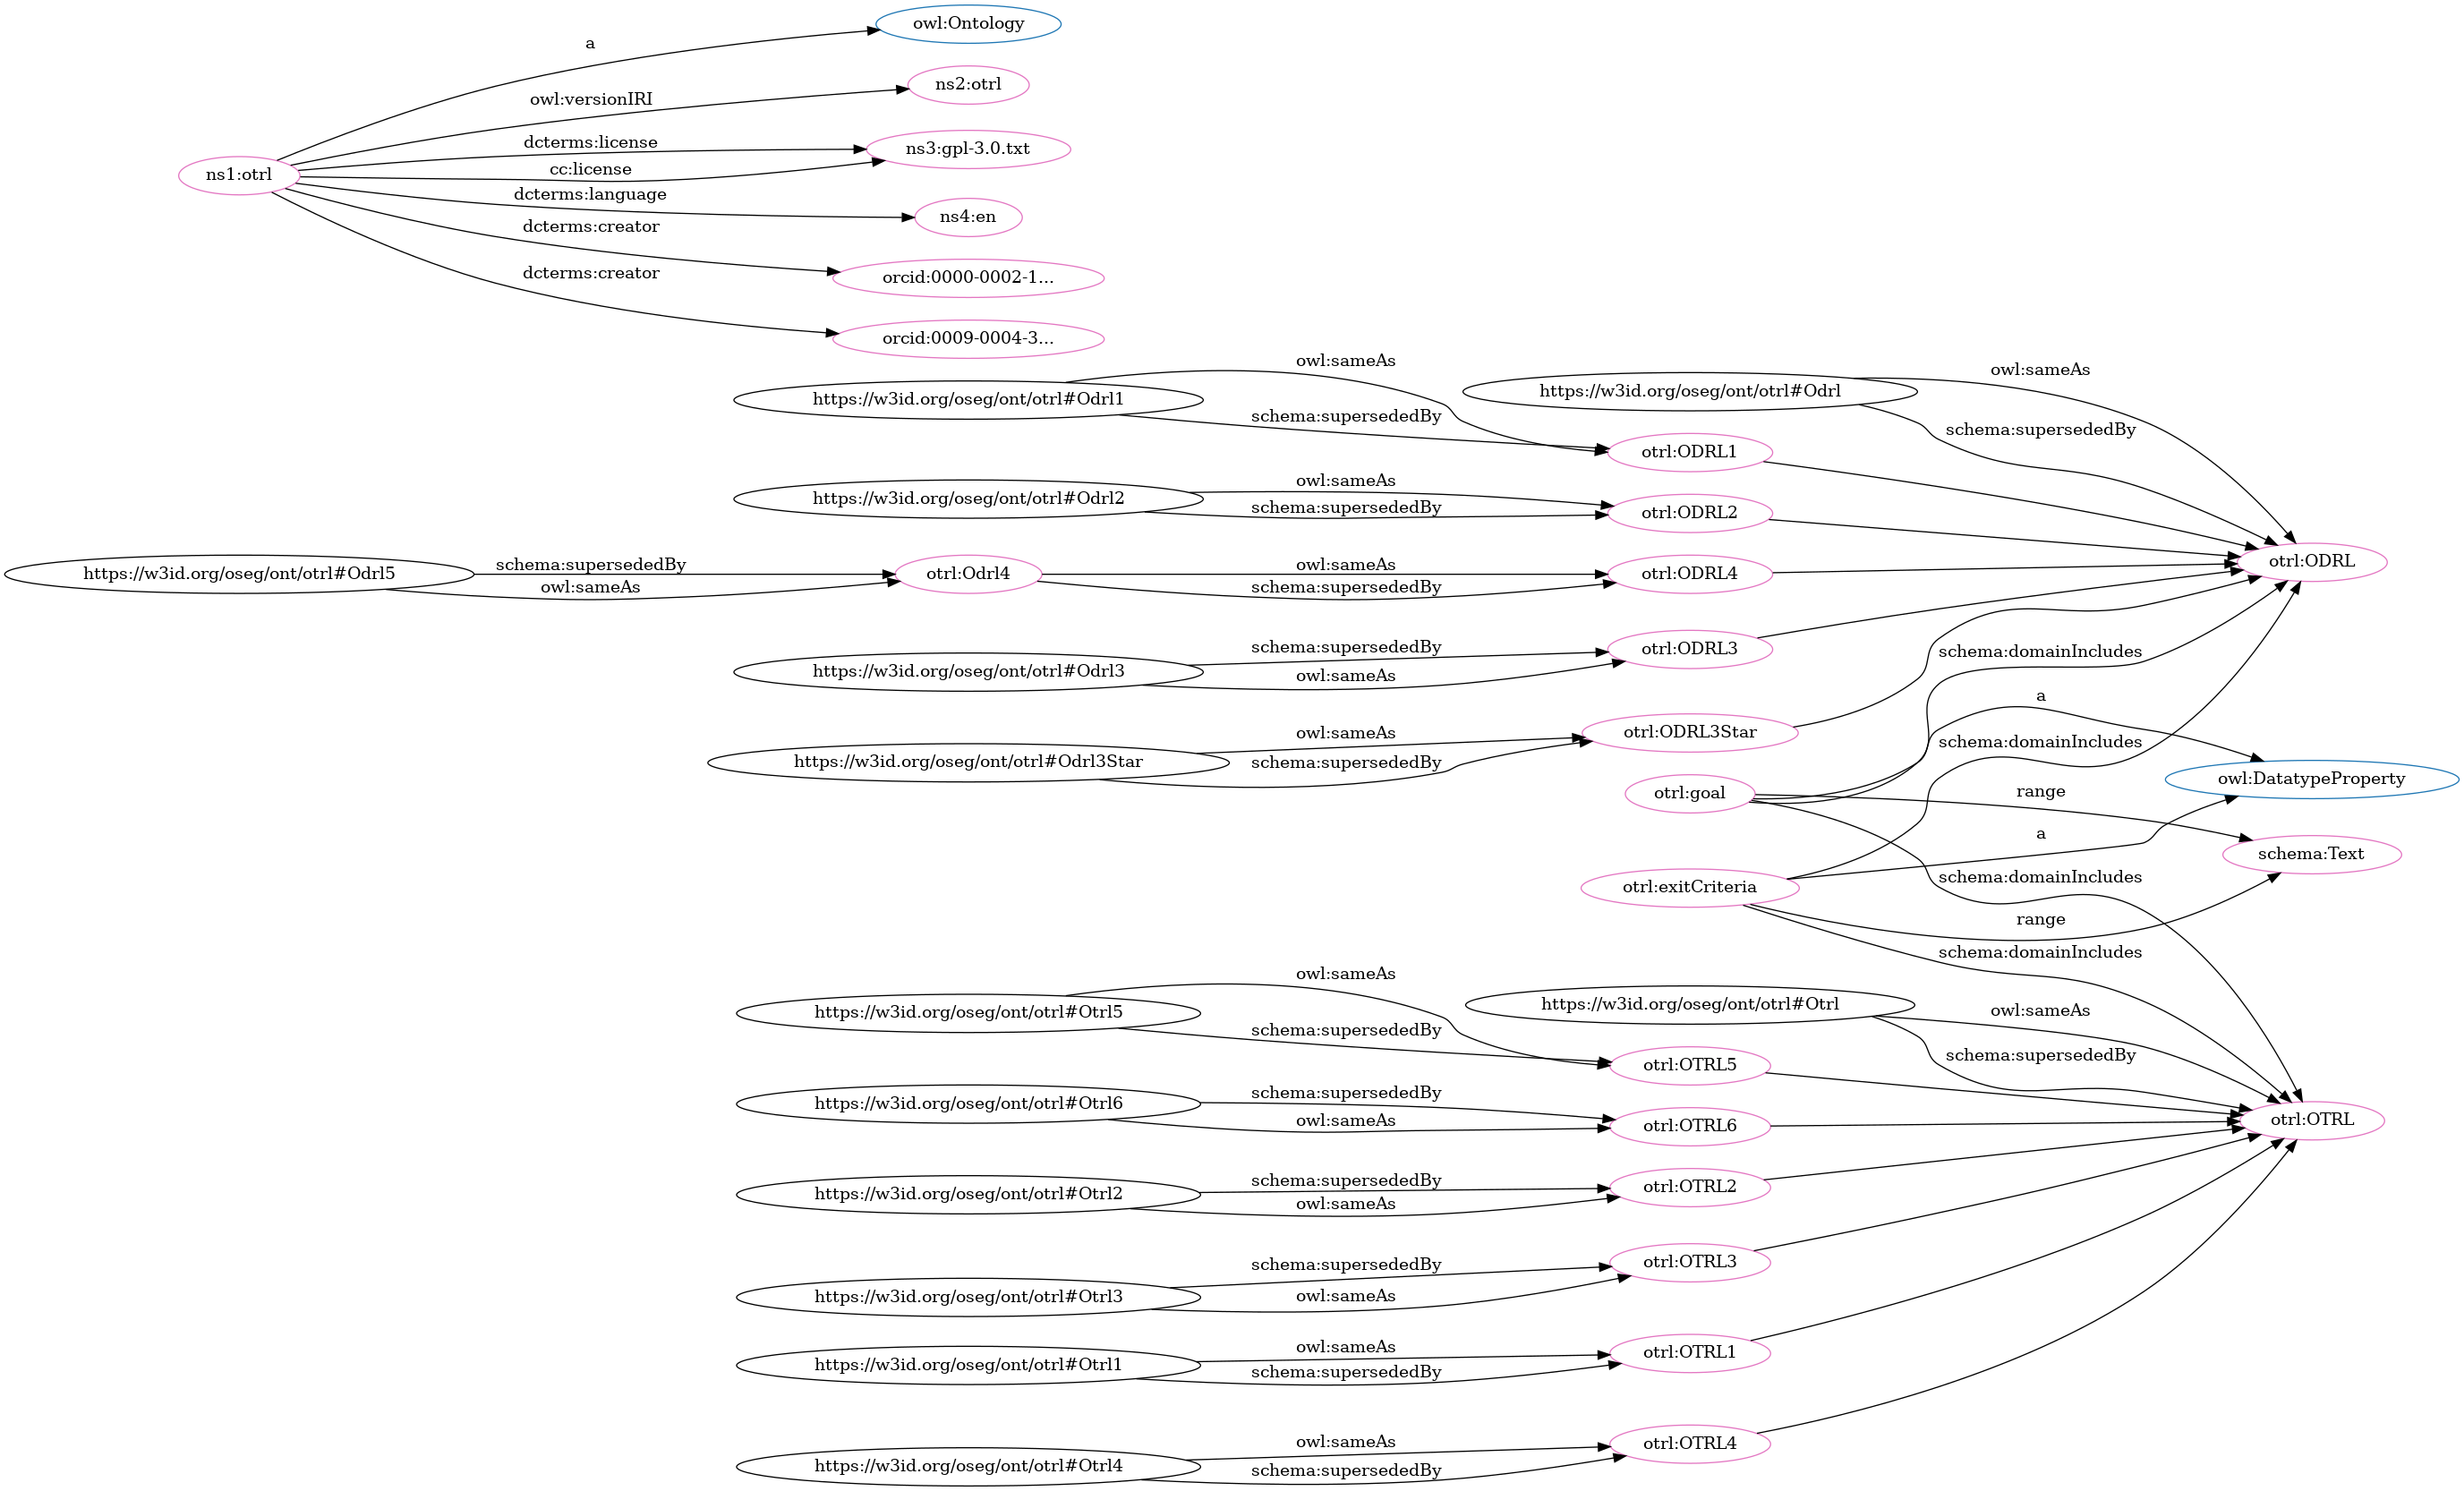 owl:Ontology
a
ns2:otrl
owl:versionIRI
dcterms:license
ns3:gpl-3.0.txt
cc:license
ns1:otrl
dcterms:language
ns4:en
dcterms:creator
orcid:0000-0002-1...
dcterms:creator
orcid:0009-0004-3...
owl:sameAs
owl:sameAs
https://w3id.org/oseg/ont/otrl#Odrl1
https://w3id.org/oseg/ont/otrl#Odrl
schema:supersededBy
schema:supersededBy
otrl:ODRL1
owl:sameAs
https://w3id.org/oseg/ont/otrl#Odrl2
schema:supersededBy
otrl:ODRL2
otrl:ODRL
https://w3id.org/oseg/ont/otrl#Odrl5
schema:supersededBy
owl:sameAs
otrl:Odrl4
owl:sameAs
schema:supersededBy
otrl:ODRL4
schema:supersededBy
otrl:ODRL3
schema:domainIncludes
https://w3id.org/oseg/ont/otrl#Odrl3
owl:sameAs
a
owl:sameAs
otrl:ODRL3Star
schema:domainIncludes
https://w3id.org/oseg/ont/otrl#Odrl3Star
schema:supersededBy
owl:DatatypeProperty
otrl:goal
range
a
schema:Text
otrl:exitCriteria
schema:domainIncludes
range
schema:domainIncludes
owl:sameAs
https://w3id.org/oseg/ont/otrl#Otrl5
https://w3id.org/oseg/ont/otrl#Otrl
owl:sameAs
schema:supersededBy
schema:supersededBy
otrl:OTRL5
https://w3id.org/oseg/ont/otrl#Otrl6
schema:supersededBy
owl:sameAs
otrl:OTRL6
otrl:OTRL
schema:supersededBy
https://w3id.org/oseg/ont/otrl#Otrl2
owl:sameAs
otrl:OTRL2
schema:supersededBy
otrl:OTRL3
https://w3id.org/oseg/ont/otrl#Otrl3
owl:sameAs
owl:sameAs
otrl:OTRL1
https://w3id.org/oseg/ont/otrl#Otrl1
schema:supersededBy
owl:sameAs
otrl:OTRL4
https://w3id.org/oseg/ont/otrl#Otrl4
schema:supersededBy